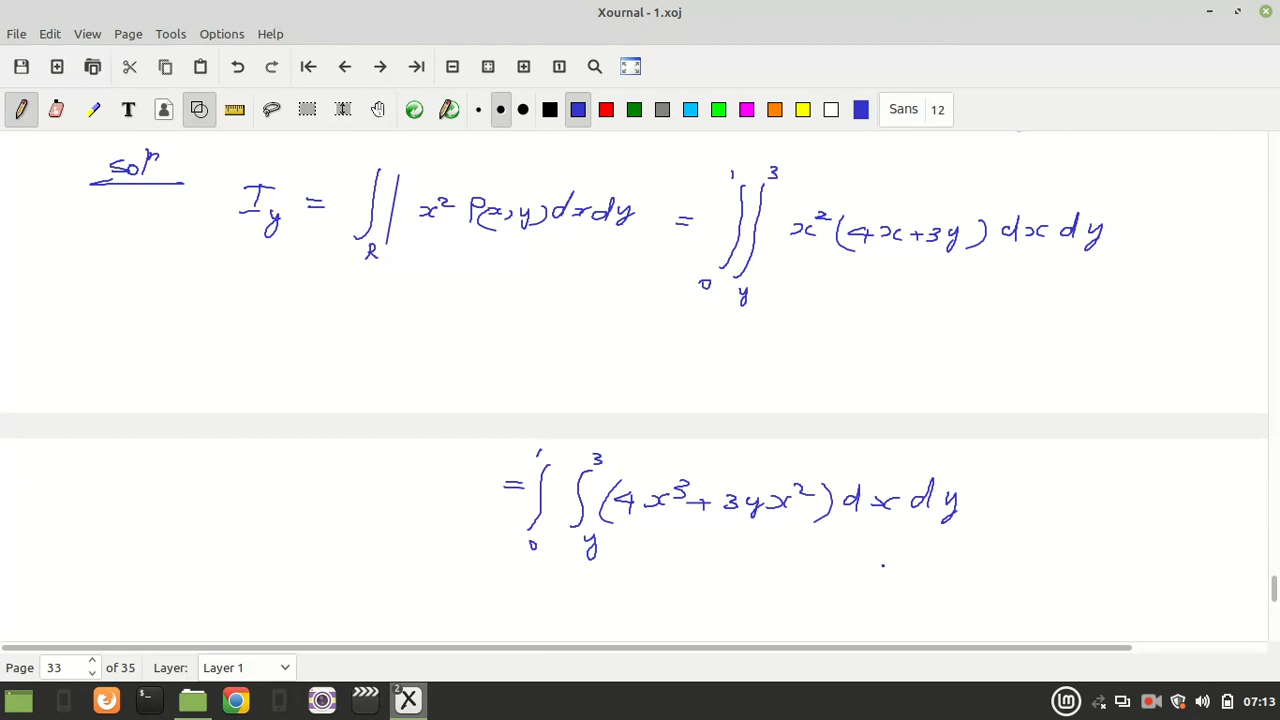 Xournal - 1.xoj
File Edit View Page Tools Options Help
Sans 12
solⁿ
I_y = ∬_R x² ρ(x,y) dx dy = ∫_0^1 ∫_y^3 x² (4x+3y) dx dy
= ∫_0^1 ∫_y^3 (4x³ + 3yx²) dx dy
Page 33 of 35 Layer: Layer 1
07:13